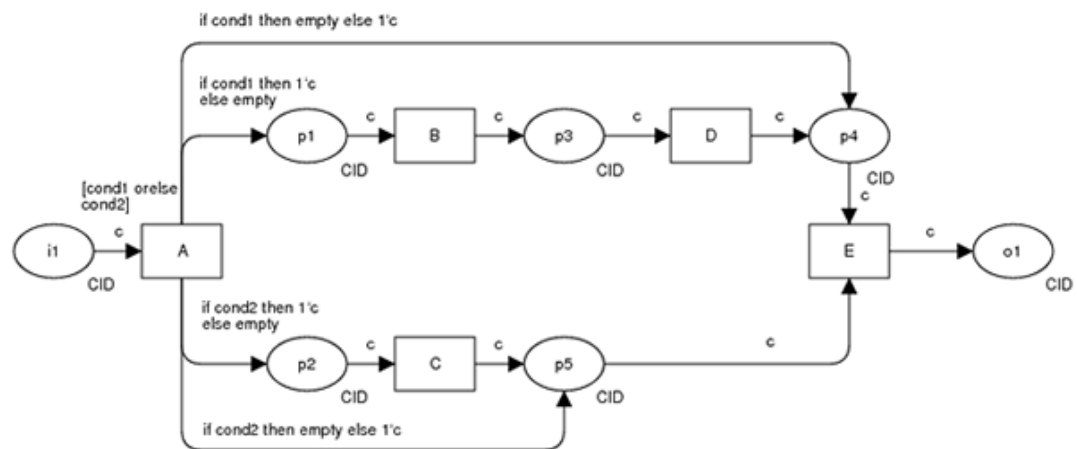 if cond1 then empty else 1`c
if cond1 then 1`c
else empty
p1
c
B
c
p3
c
D
c
p4
CID
CID
CID
c
[cond1 orelse
cond2]
i1
c
A
E
c
o1
CID
CID
if cond2 then 1`c
else empty
p2
c
C
c
p5
c
CID
CID
if cond2 then empty else 1`c